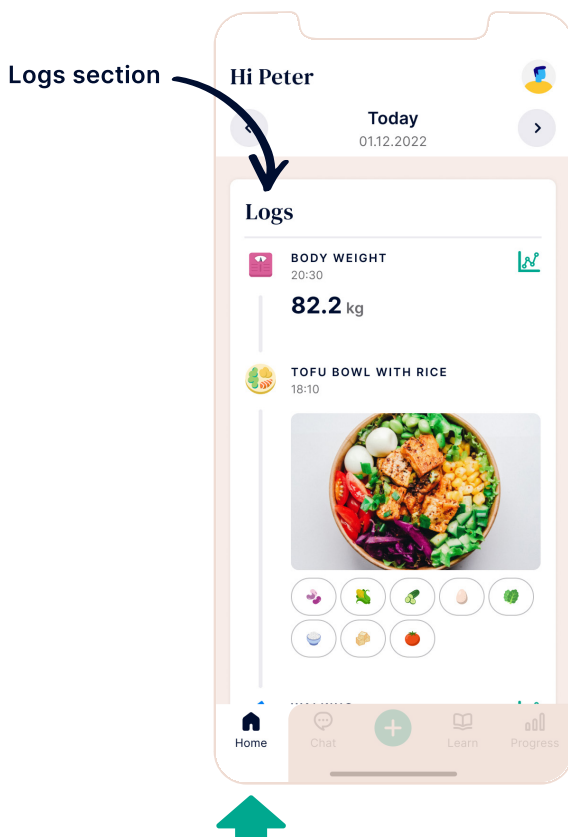 Logs section
Hi Peter
Today
01.12.2022
Logs
BODY WEIGHT
20:30
82.2 kg
TOFU BOWL WITH RICE
18:10
Home
Chat
Learn
Progress